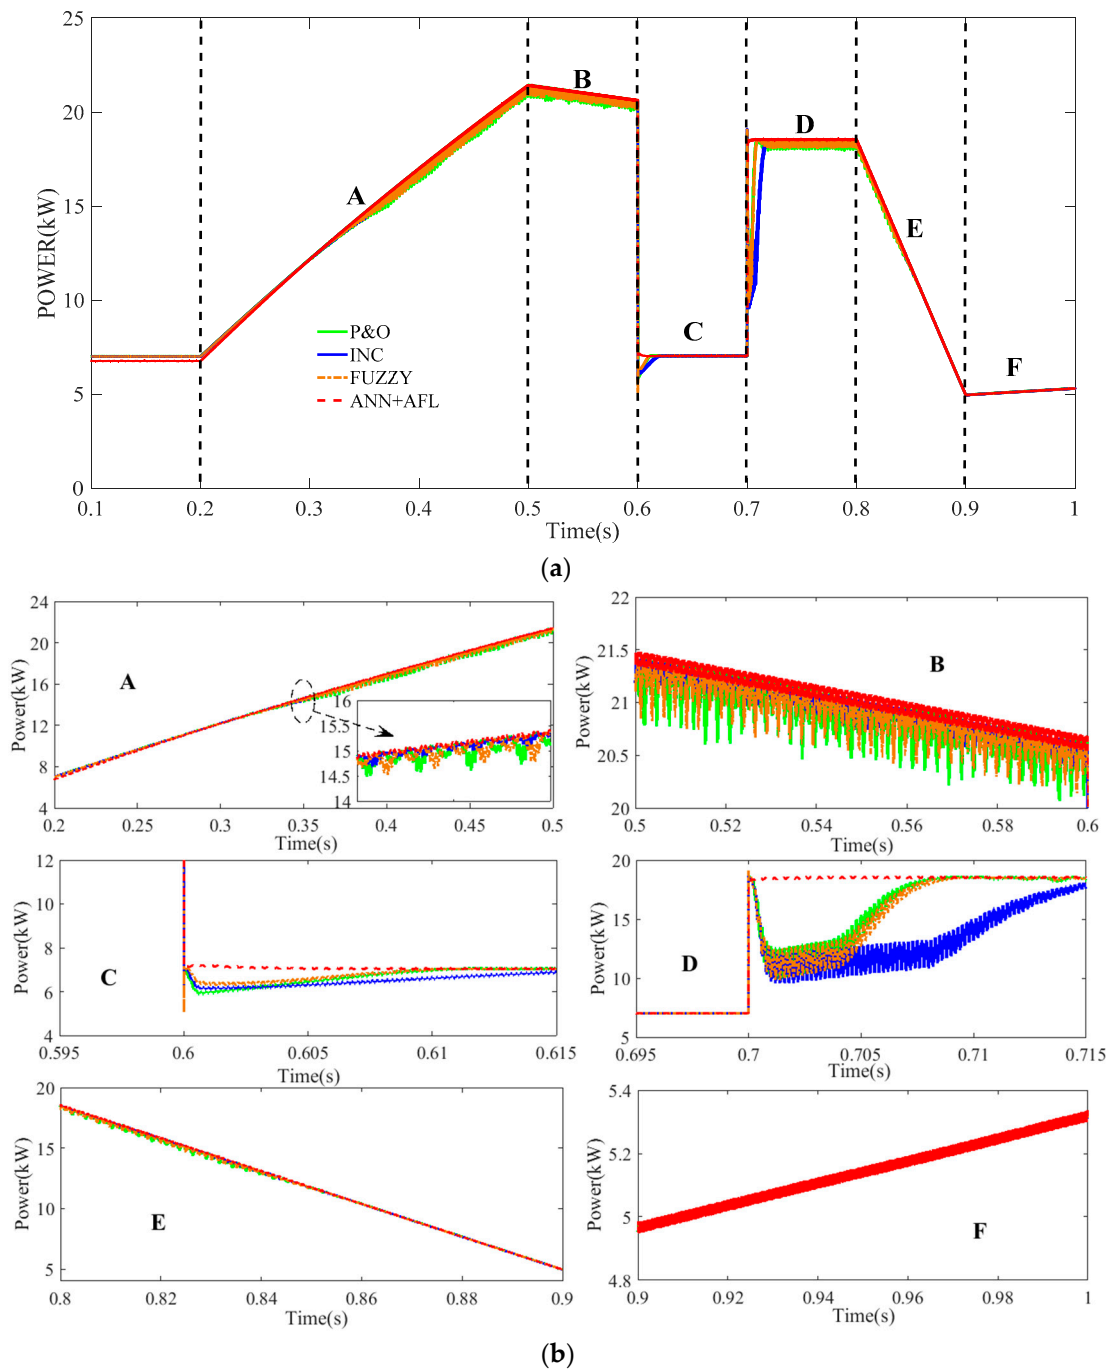 25
20
15
10
5
0
POWER(kW)
A
B
C
D
E
F
P&O
INC
FUZZY
ANN+AFL
0.1 0.2 0.3 0.4 0.5 0.6 0.7 0.8 0.9 1
Time(s)
(a)
24
20
16
12
8
4
Power(kW)
A
16
15.5
15
14.5
14
0.2 0.25 0.3 0.35 0.4 0.45 0.5
Time(s)
22
21.5
21
20.5
20
Power(kW)
B
0.5 0.52 0.54 0.56 0.58 0.6
Time(s)
12
10
8
6
4
Power(kW)
C
0.595 0.6 0.605 0.61 0.615
Time(s)
20
15
10
5
Power(kW)
D
0.695 0.7 0.705 0.71 0.715
Time(s)
20
15
10
5
Power(kW)
E
0.8 0.82 0.84 0.86 0.88 0.9
Time(s)
5.4
5.2
5
4.8
Power(kW)
F
0.9 0.92 0.94 0.96 0.98 1
Time(s)
(b)